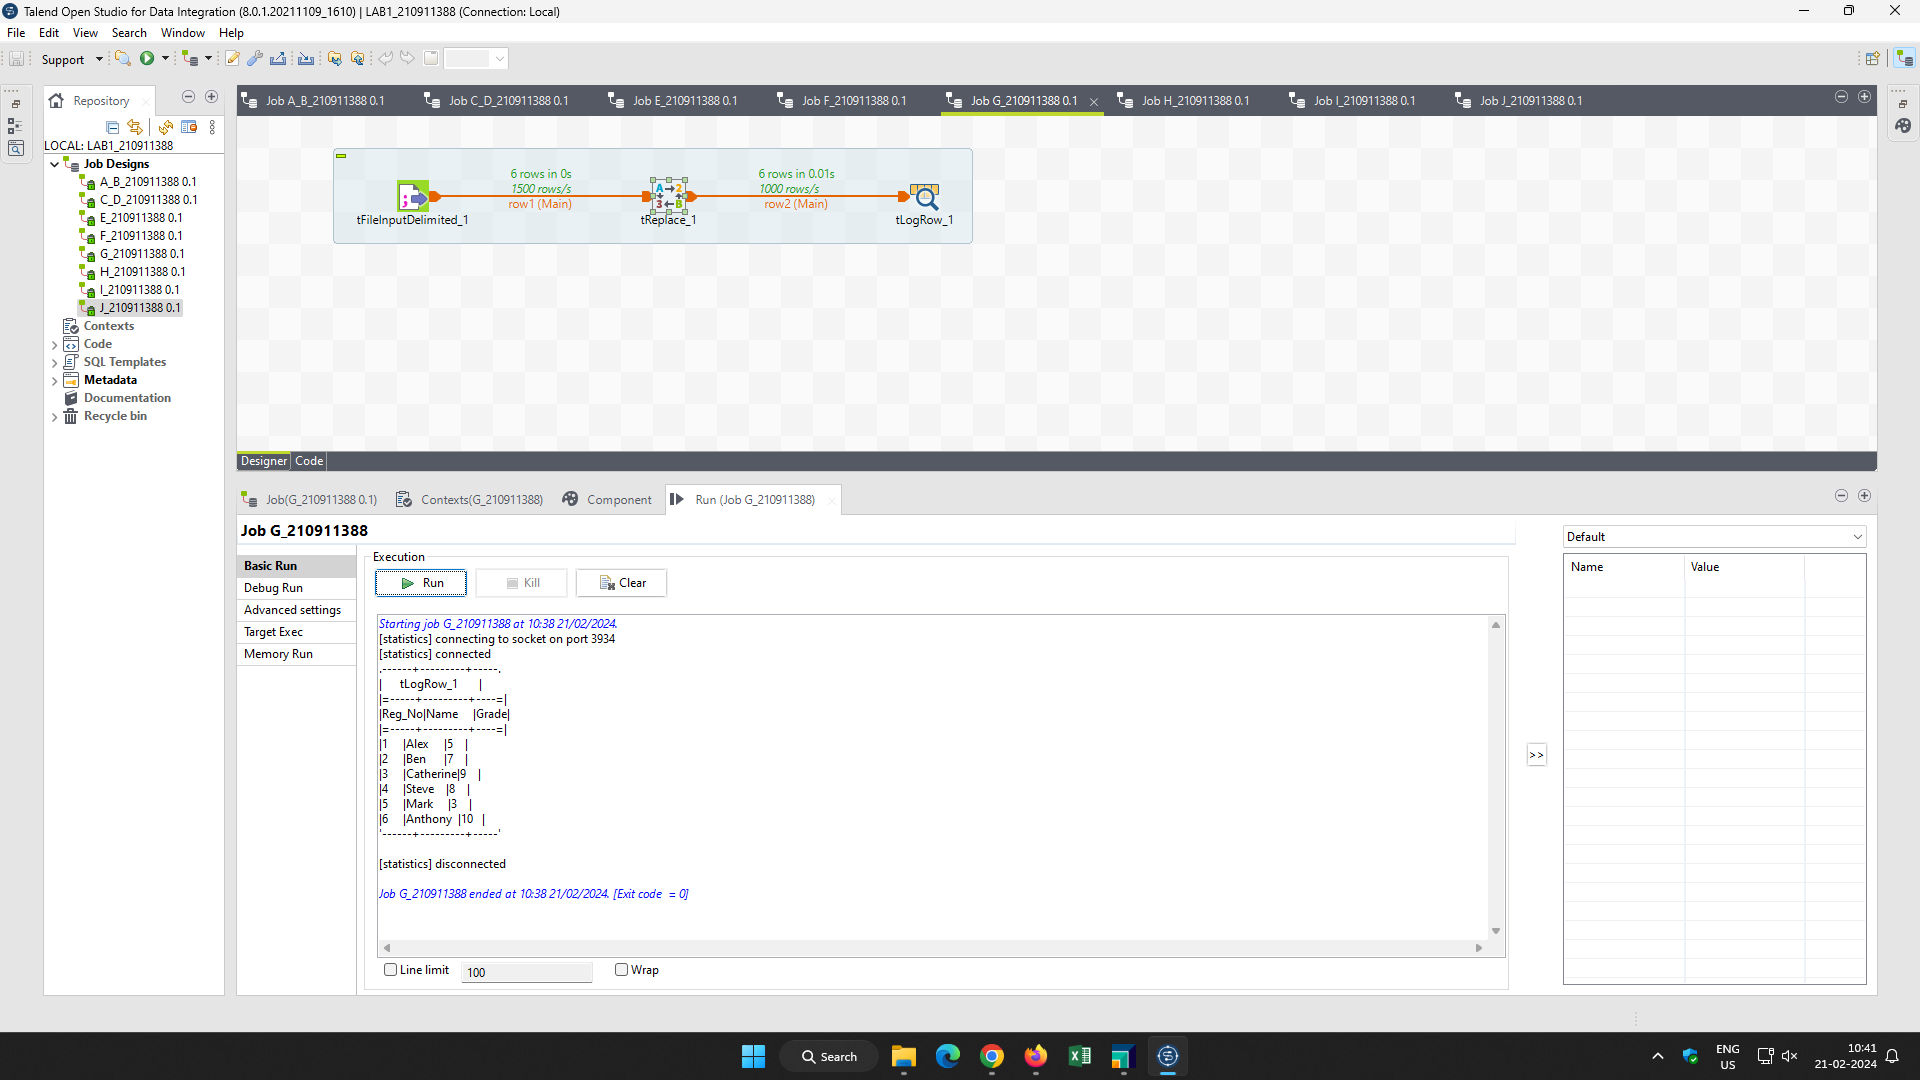 Talend Open Studio for Data Integration (8.0.1.20211109_1610) | LAB1_210911388 (Connection: Local)
File Edit View Search Window Help
Support
Repository
LOCAL: LAB1_210911388
Job Designs
A_B_210911388 0.1
C_D_210911388 0.1
E_210911388 0.1
F_210911388 0.1
G_210911388 0.1
H_210911388 0.1
I_210911388 0.1
J_210911388 0.1
Contexts
Code
SQL Templates
Metadata
Documentation
Recycle bin
Job A_B_210911388 0.1
Job C_D_210911388 0.1
Job E_210911388 0.1
Job F_210911388 0.1
Job G_210911388 0.1
Job H_210911388 0.1
Job I_210911388 0.1
Job J_210911388 0.1
6 rows in 0s
1500 rows/s
row1 (Main)
6 rows in 0.01s
1000 rows/s
row2 (Main)
tFileInputDelimited_1
tReplace_1
tLogRow_1
Designer Code
Job(G_210911388 0.1)
Contexts(G_210911388)
Component
Run (Job G_210911388)
Job G_210911388
Basic Run
Debug Run
Advanced settings
Target Exec
Memory Run
Execution
Run
Kill
Clear
Starting job G_210911388 at 10:38 21/02/2024.
[statistics] connecting to socket on port 3934
[statistics] connected
.------+---------+-----.
| tLogRow_1 |
|=-----+---------+----=|
|Reg_No|Name |Grade|
|=-----+---------+----=|
|1 |Alex |5 |
|2 |Ben |7 |
|3 |Catherine|9 |
|4 |Steve |8 |
|5 |Mark |3 |
|6 |Anthony |10 |
'------+---------+-----'
[statistics] disconnected
Job G_210911388 ended at 10:38 21/02/2024. [Exit code = 0]
Line limit
100
Wrap
>>
Default
Name Value
Search
ENG
US
10:41
21-02-2024